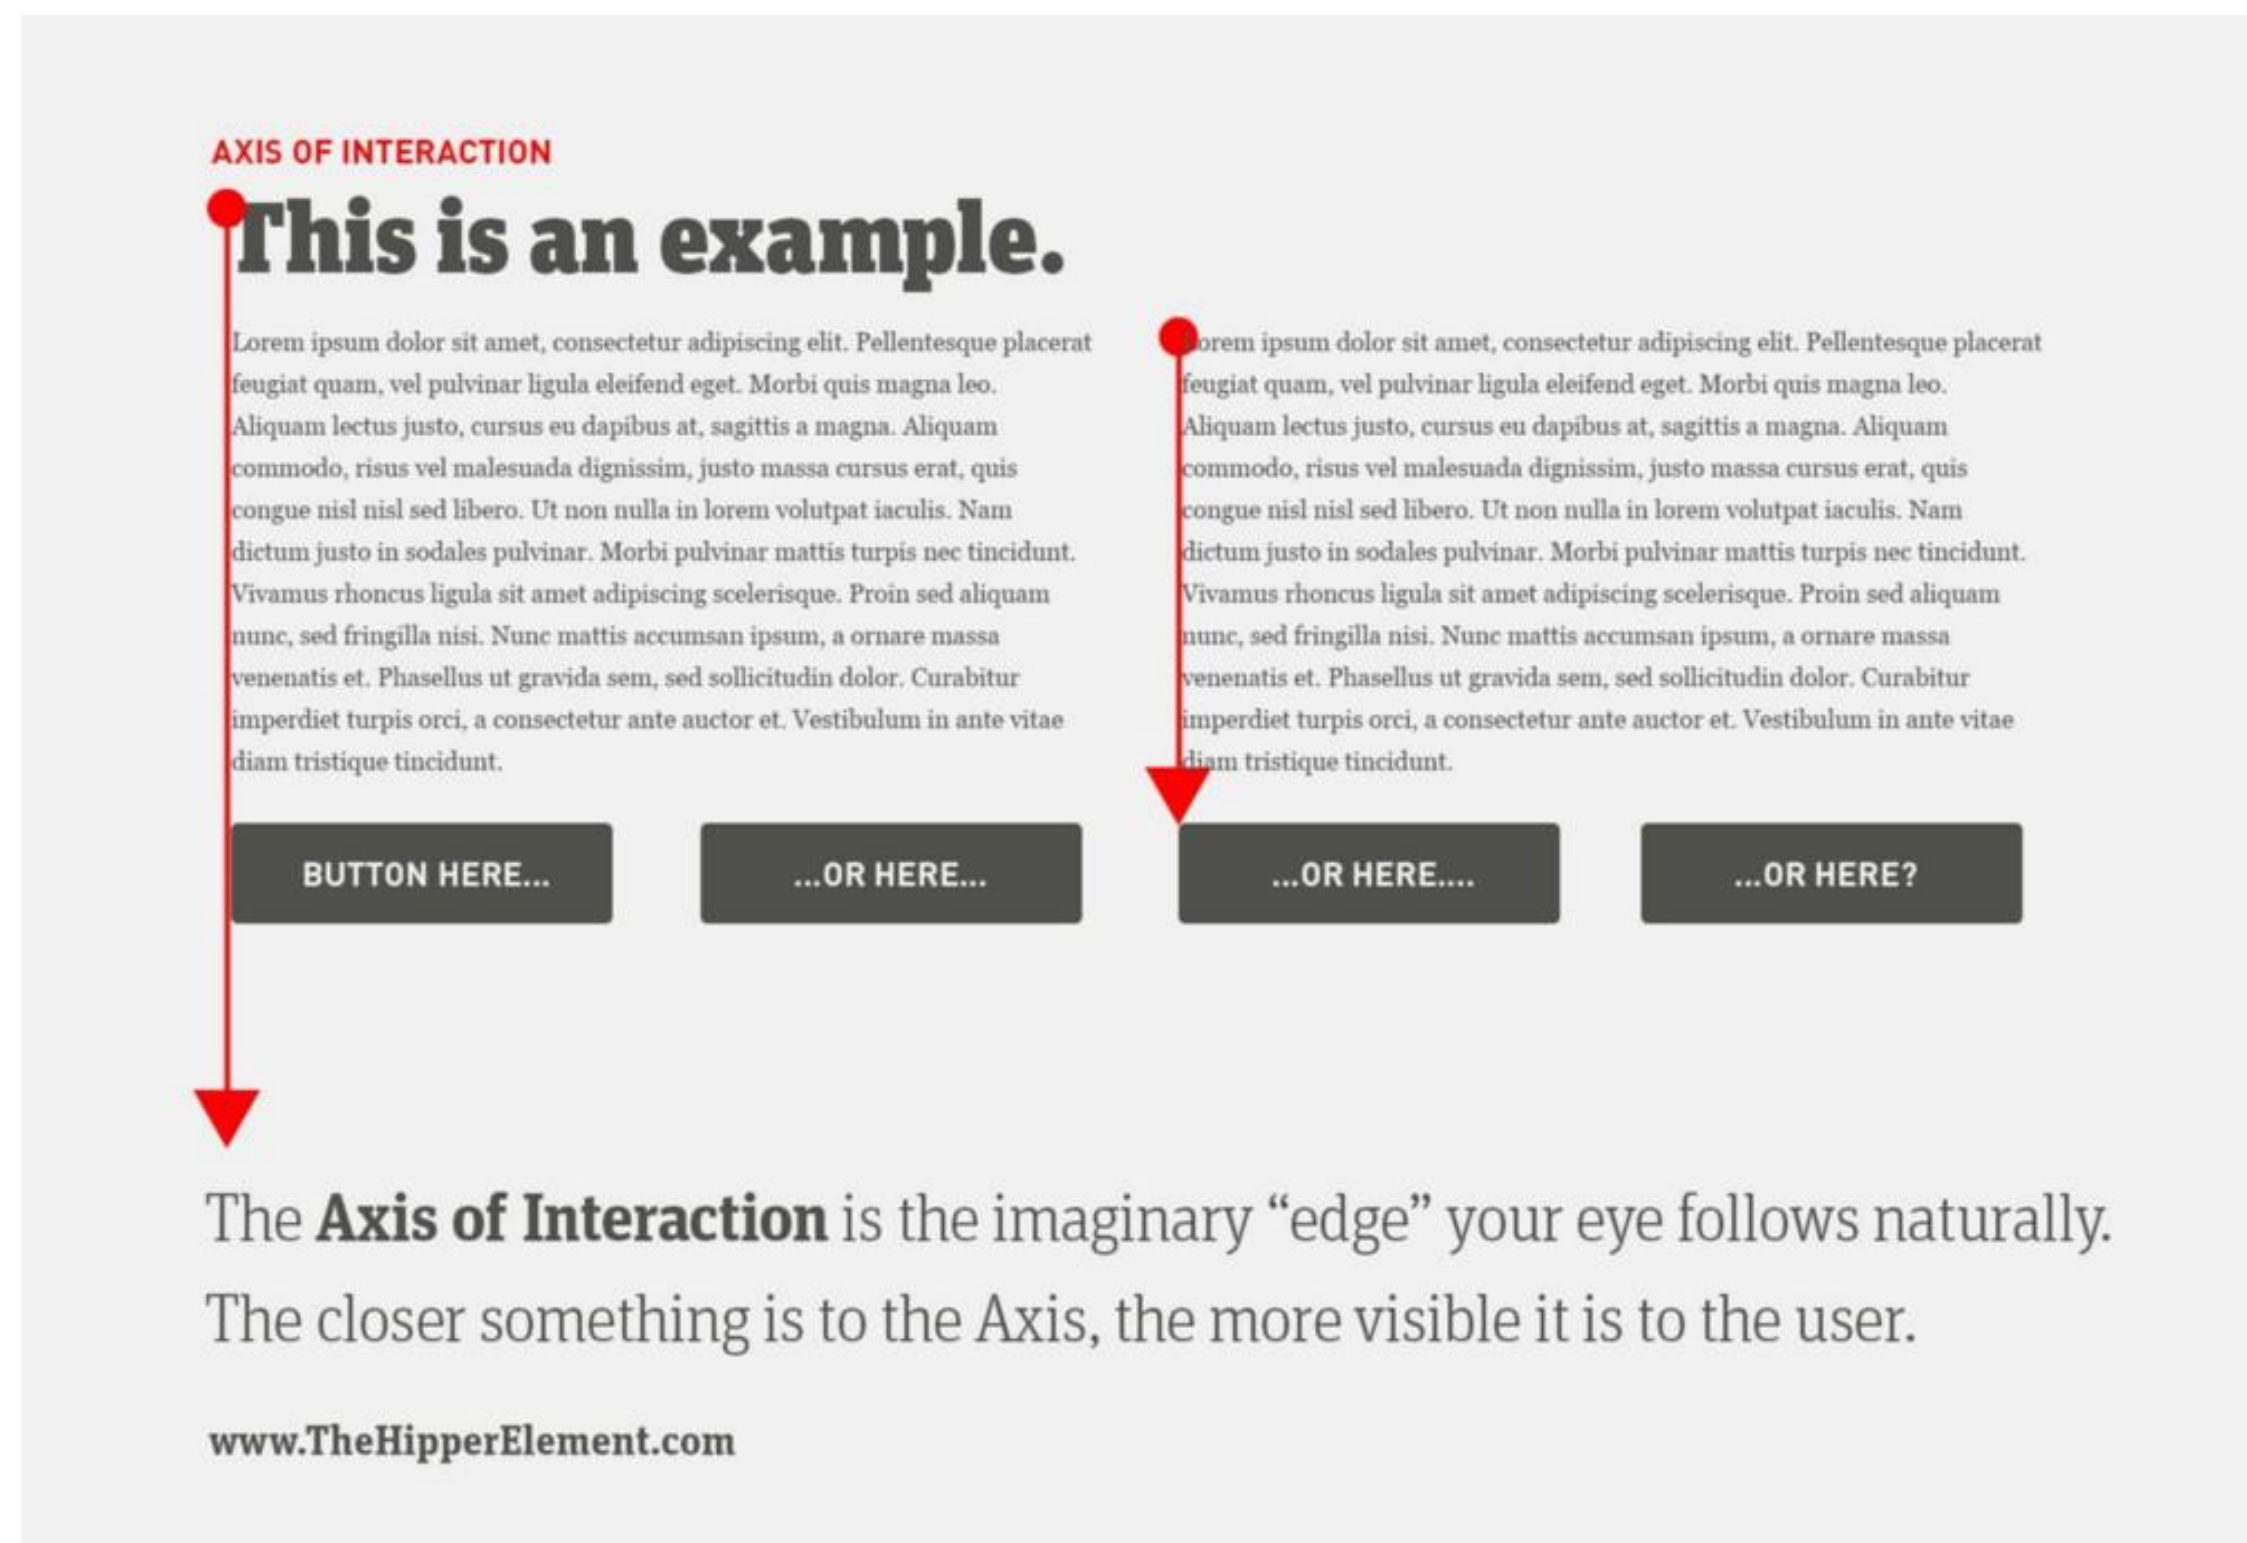 AXIS OF INTERACTION
This is an example.
Lorem ipsum dolor sit amet, consectetur adipiscing elit. Pellentesque placerat
feugiat quam, vel pulvinar ligula eleifend eget. Morbi quis magna leo.
Aliquam lectus justo, cursus eu dapibus at, sagittis a magna. Aliquam
commodo, risus vel malesuada dignissim, justo massa cursus erat, quis
congue nisl nisl sed libero. Ut non nulla in lorem volutpat iaculis. Nam
dictum justo in sodales pulvinar. Morbi pulvinar mattis turpis nec tincidunt.
Vivamus rhoncus ligula sit amet adipiscing scelerisque. Proin sed aliquam
nunc, sed fringilla nisi. Nunc mattis accumsan ipsum, a ornare massa
venenatis et. Phasellus ut gravida sem, sed sollicitudin dolor. Curabitur
imperdiet turpis orci, a consectetur ante auctor et. Vestibulum in ante vitae
diam tristique tincidunt.
Lorem ipsum dolor sit amet, consectetur adipiscing elit. Pellentesque placerat
feugiat quam, vel pulvinar ligula eleifend eget. Morbi quis magna leo.
Aliquam lectus justo, cursus eu dapibus at, sagittis a magna. Aliquam
commodo, risus vel malesuada dignissim, justo massa cursus erat, quis
congue nisl nisl sed libero. Ut non nulla in lorem volutpat iaculis. Nam
dictum justo in sodales pulvinar. Morbi pulvinar mattis turpis nec tincidunt.
Vivamus rhoncus ligula sit amet adipiscing scelerisque. Proin sed aliquam
nunc, sed fringilla nisi. Nunc mattis accumsan ipsum, a ornare massa
venenatis et. Phasellus ut gravida sem, sed sollicitudin dolor. Curabitur
imperdiet turpis orci, a consectetur ante auctor et. Vestibulum in ante vitae
diam tristique tincidunt.
BUTTON HERE...
...OR HERE...
...OR HERE....
...OR HERE?
The Axis of Interaction is the imaginary “edge” your eye follows naturally.
The closer something is to the Axis, the more visible it is to the user.
www.TheHipperElement.com